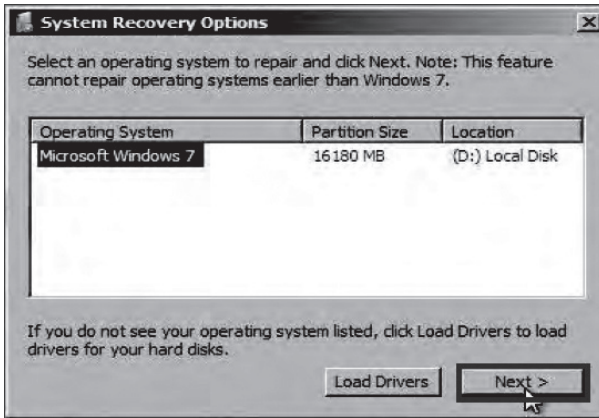 System Recovery Options
Select an operating system to repair and click Next. Note: This feature
cannot repair operating systems earlier than Windows 7.
Operating System Partition Size Location
Microsoft Windows 7 16180 MB (D:) Local Disk
If you do not see your operating system listed, click Load Drivers to load
drivers for your hard disks.
Load Drivers Next >